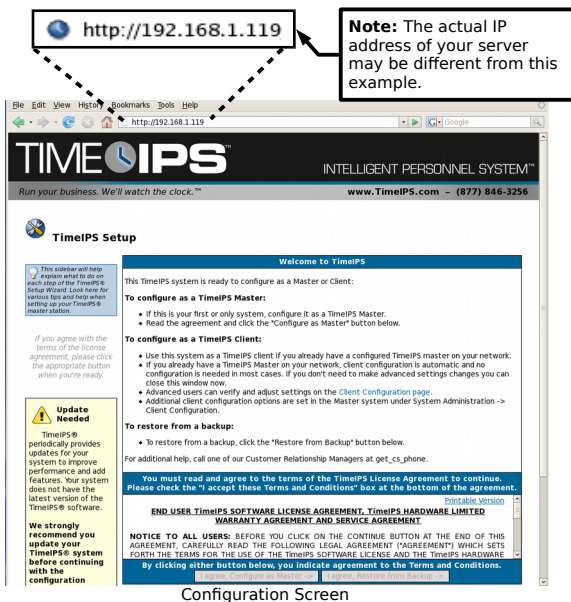 http://192.168.1.119
Note: The actual IP
address of your server
may be different from this
example.
File Edit View History Bookmarks Tools Help
http://192.168.1.119
Google
TIMEIPS™
INTELLIGENT PERSONNEL SYSTEM™
Run your business. We'll watch the clock.™
www.TimeIPS.com – (877) 846-3256
TimeIPS Setup
This sidebar will help
explain what to do on
each step of the TimeIPS®
Setup Wizard. Look here for
various tips and help when
setting up your TimeIPS®
master station.
If you agree with the
terms of the license
agreement, please click
the appropriate button
when you're ready.
Update
Needed
TimeIPS®
periodically provides
updates for your
system to improve
performance and add
features. Your system
does not have the
latest version of the
TimeIPS® software.
We strongly
recommend you
update your
TimeIPS® system
before continuing
with the
configuration
Welcome to TimeIPS
This TimeIPS system is ready to configure as a Master or Client:
To configure as a TimeIPS Master:
If this is your first or only system, configure it as a TimeIPS Master.
Read the agreement and click the "Configure as Master" button below.
To configure as a TimeIPS Client:
Use this system as a TimeIPS client if you already have a configured TimeIPS master on your network.
If you already have a TimeIPS Master on your network, client configuration is automatic and no
configuration is needed in most cases. If you don't need to make advanced settings changes you can
close this window now.
Advanced users can verify and adjust settings on the Client Configuration page.
Additional client configuration options are set in the Master system under System Administration ->
Client Configuration.
To restore from a backup:
To restore from a backup, click the "Restore from Backup" button below.
For additional help, call one of our Customer Relationship Managers at get_cs_phone.
You must read and agree to the terms of the TimeIPS License Agreement to continue.
Please check the "I accept these Terms and Conditions" box at the bottom of the agreement.
Printable Version
END USER TimeIPS SOFTWARE LICENSE AGREEMENT, TimeIPS HARDWARE LIMITED
WARRANTY AGREEMENT AND SERVICE AGREEMENT
NOTICE TO ALL USERS: BEFORE YOU CLICK ON THE CONTINUE BUTTON AT THE END OF THIS
AGREEMENT, CAREFULLY READ THE FOLLOWING LEGAL AGREEMENT ("AGREEMENT") WHICH SETS
FORTH THE TERMS FOR THE USE OF THE TimeIPS SOFTWARE LICENSE AND THE TimeIPS HARDWARE
By clicking either button below, you indicate agreement to the Terms and Conditions.
I agree, Configure as Master -> I agree, Restore from Backup ->
Configuration Screen